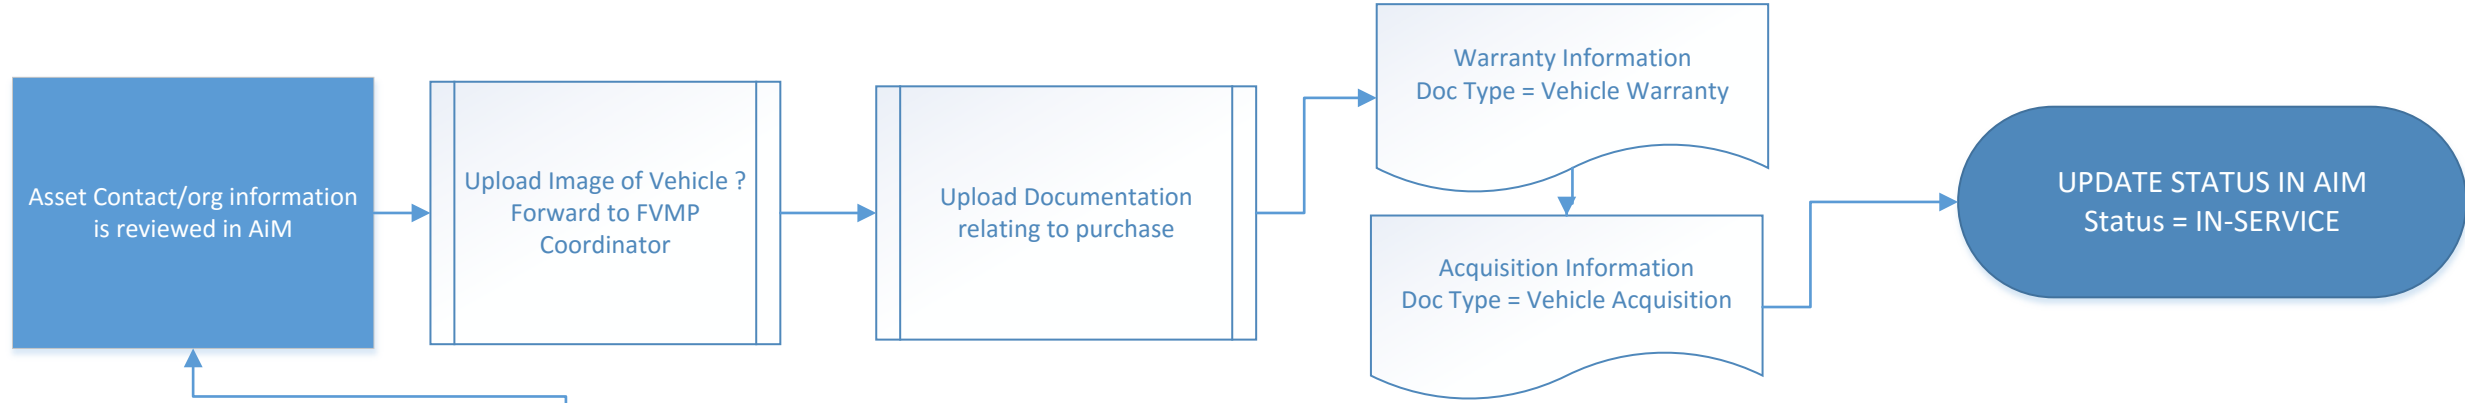 Asset Contact/org information
is reviewed in AiM
Upload Image of Vehicle ?
Forward to FVMP
Coordinator
Upload Documentation
relating to purchase
Warranty Information
Doc Type = Vehicle Warranty
Acquisition Information
Doc Type = Vehicle Acquisition
UPDATE STATUS IN AIM
Status = IN-SERVICE